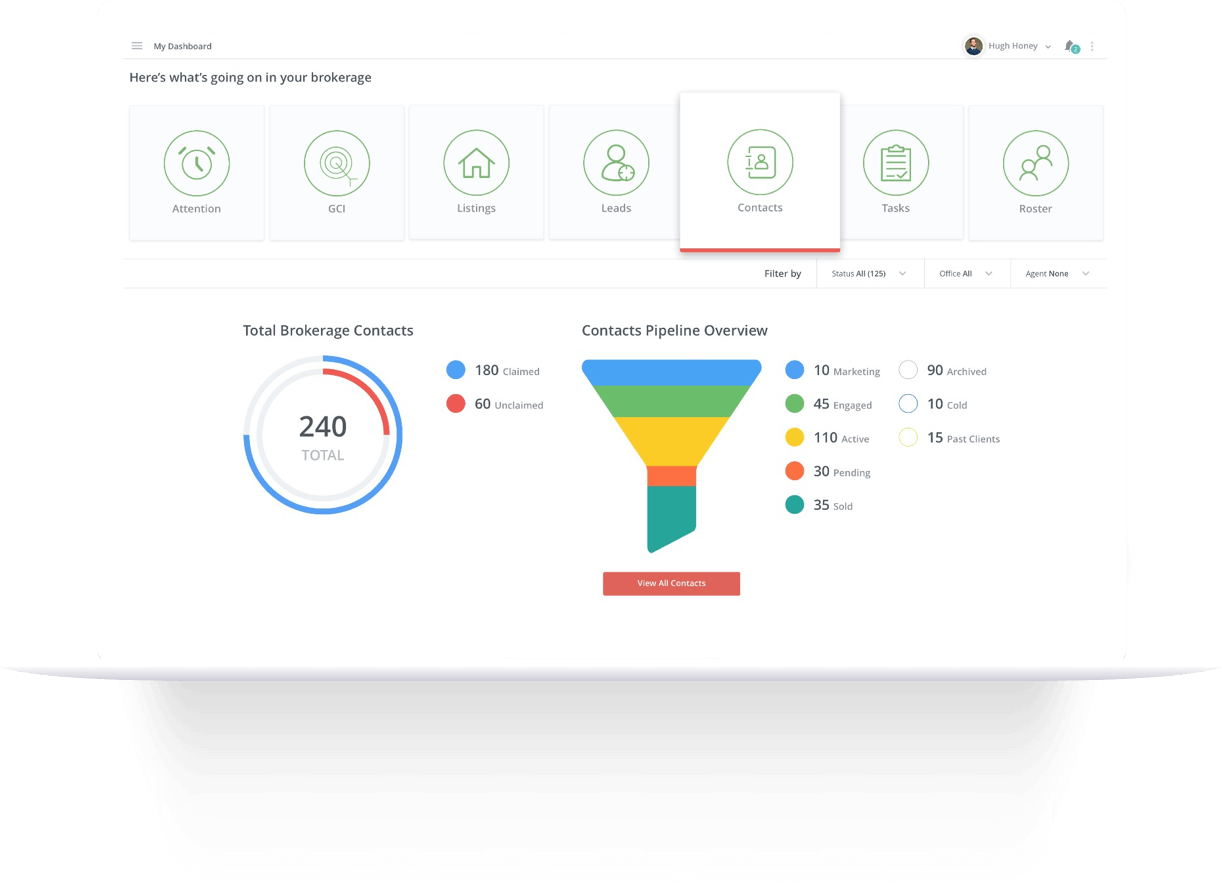 My Dashboard
Hugh Honey
2
Here's what's going on in your brokerage
Attention
GCI
Listings
Leads
Contacts
Tasks
Roster
Filter by
Status All (125)
Office All
Agent None
Total Brokerage Contacts
240
TOTAL
180 Claimed
60 Unclaimed
Contacts Pipeline Overview
10 Marketing
45 Engaged
110 Active
30 Pending
35 Sold
90 Archived
10 Cold
15 Past Clients
View All Contacts